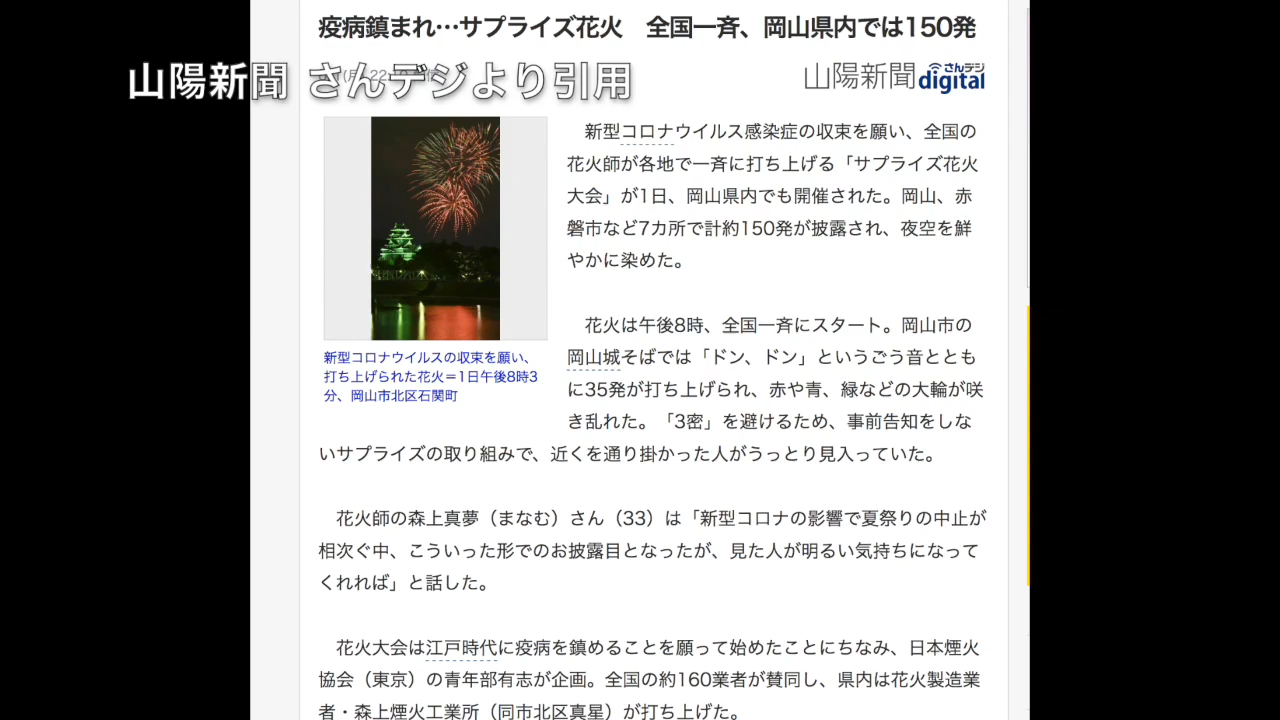 疫病鎮まれ…サプライズ花火　全国一斉、岡山県内では150発
山陽新聞 さんデジより引用
山陽新聞 さんデジ digital
新型コロナウイルス感染症の収束を願い、全国の
花火師が各地で一斉に打ち上げる「サプライズ花火
大会」が1日、岡山県内でも開催された。岡山、赤
磐市など7カ所で計約150発が披露され、夜空を鮮
やかに染めた。
新型コロナウイルスの収束を願い、
打ち上げられた花火＝1日午後8時3
分、岡山市北区石関町
花火は午後8時、全国一斉にスタート。岡山市の
岡山城そばでは「ドン、ドン」というごう音ととも
に35発が打ち上げられ、赤や青、緑などの大輪が咲
き乱れた。「3密」を避けるため、事前告知をしな
いサプライズの取り組みで、近くを通り掛かった人がうっとり見入っていた。
花火師の森上真夢（まなむ）さん（33）は「新型コロナの影響で夏祭りの中止が
相次ぐ中、こういった形でのお披露目となったが、見た人が明るい気持ちになって
くれれば」と話した。
花火大会は江戸時代に疫病を鎮めることを願って始めたことにちなみ、日本煙火
協会（東京）の青年部有志が企画。全国の約160業者が賛同し、県内は花火製造業
者・森上煙火工業所（同市北区真星）が打ち上げた。